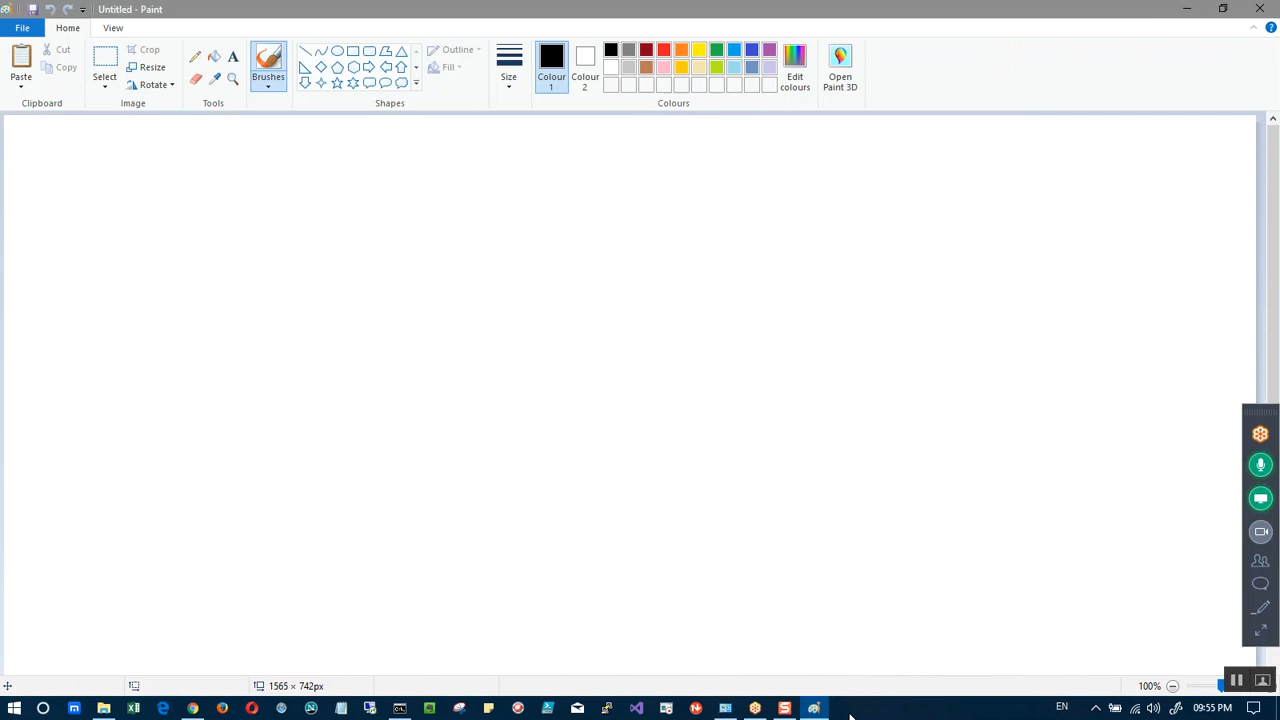 Untitled - Paint
File Home View
Paste
Cut
Copy
Clipboard
Select
Crop
Resize
Rotate
Image
Tools
Brushes
Outline
Fill
Shapes
Size
Colour 1
Colour 2
Edit colours
Colours
Open Paint 3D
1565 × 742px
100%
EN
09:55 PM